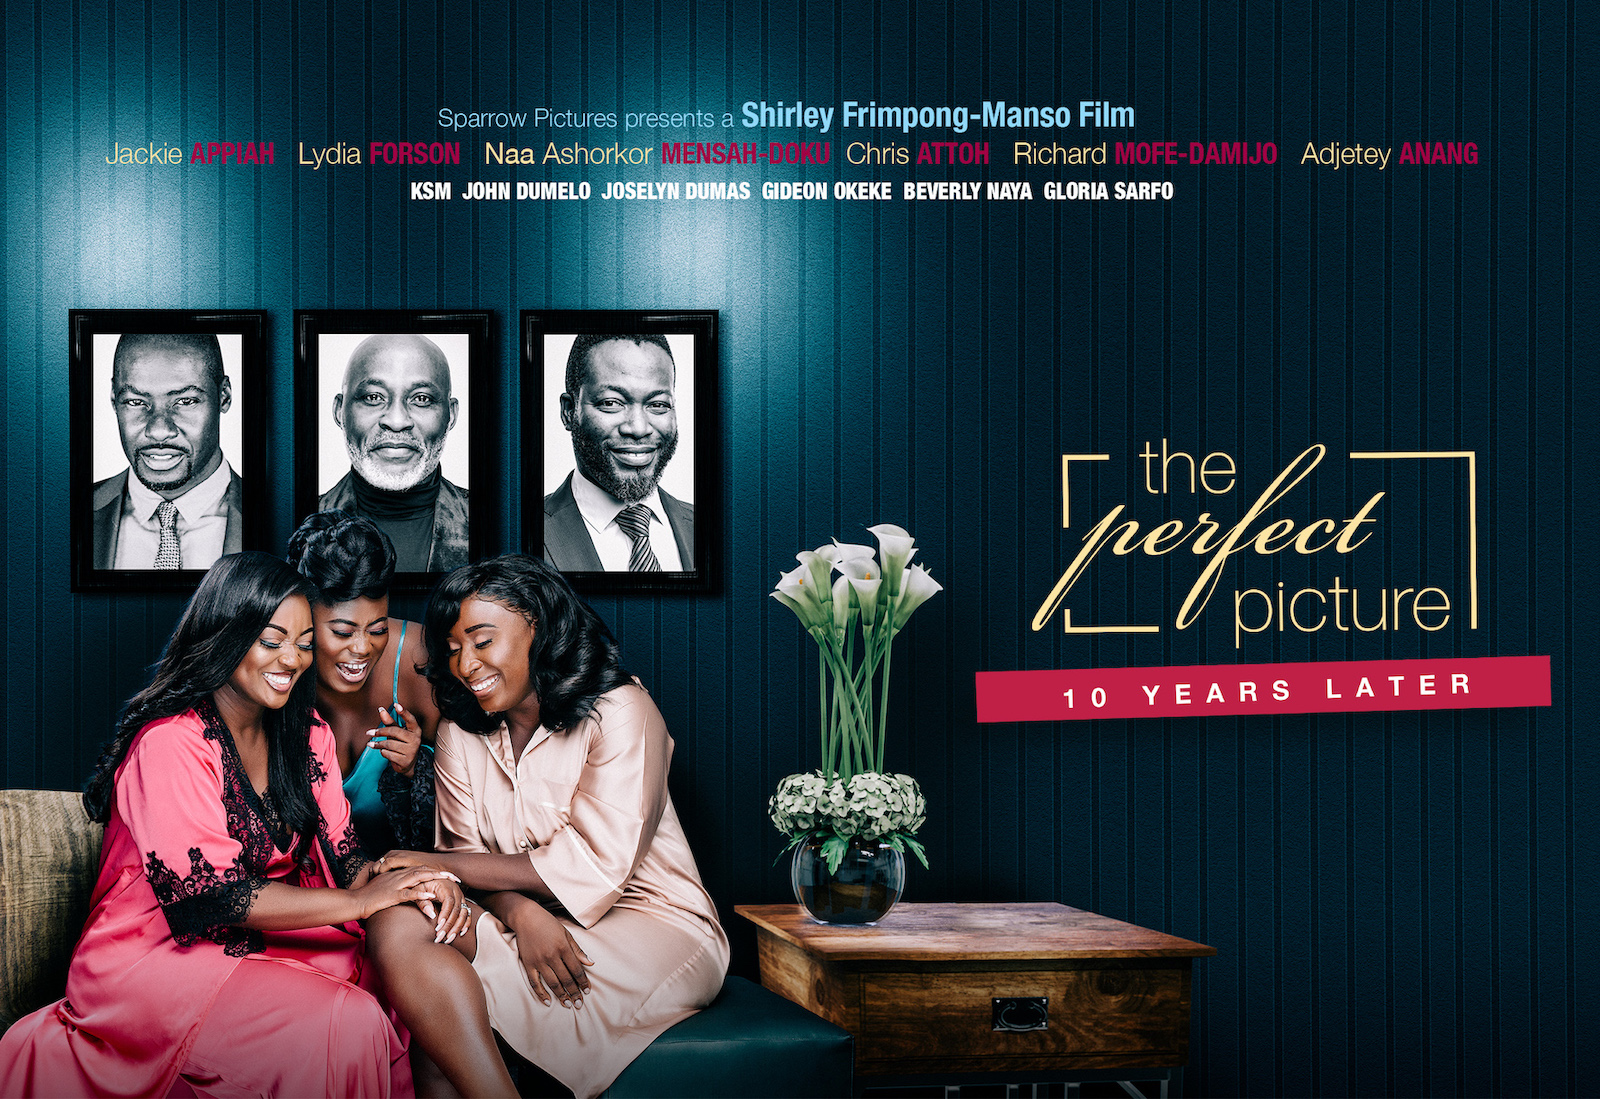 Sparrow Pictures presents a Shirley Frimpong-Manso Film
Jackie APPIAH Lydia FORSON Naa Ashorkor MENSAH-DOKU Chris ATTOH Richard MOFE-DAMIJO Adjetey ANANG
KSM JOHN DUMELO JOSELYN DUMAS GIDEON OKEKE BEVERLY NAYA GLORIA SARFO
the
perfect
picture
10 YEARS LATER